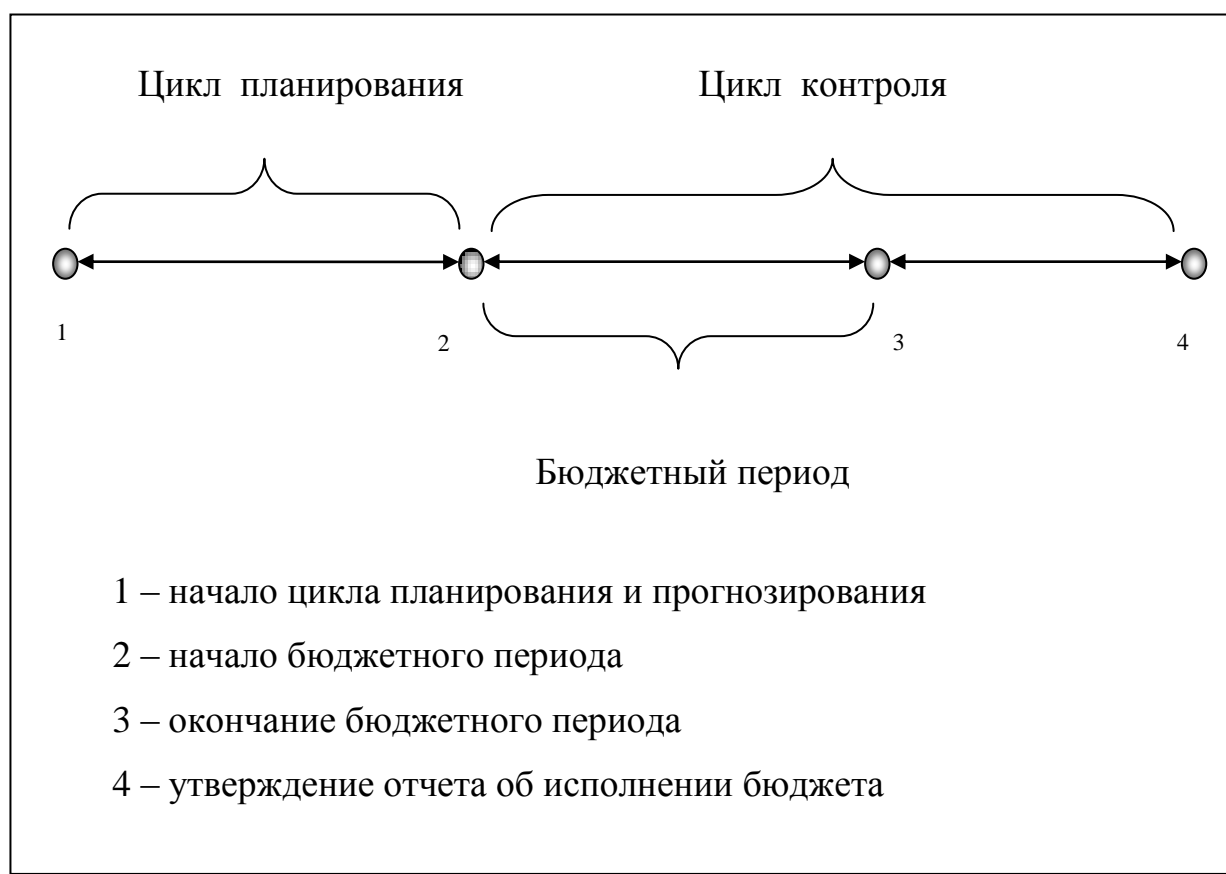 Цикл планирования
Цикл контроля
1
2
3
4
Бюджетный период
1 – начало цикла планирования и прогнозирования
2 – начало бюджетного периода
3 – окончание бюджетного периода
4 – утверждение отчета об исполнении бюджета